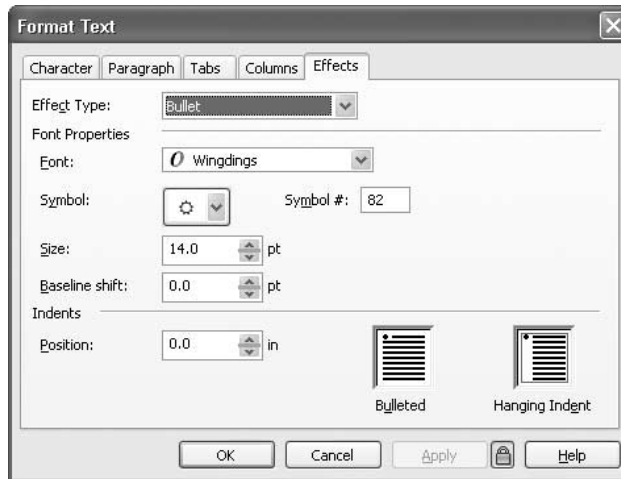 Format Text
Character Paragraph Tabs Columns Effects
Effect Type: Bullet
Font Properties
Font: O Wingdings
Symbol: Symbol #: 82
Size: 14.0 pt
Baseline shift: 0.0 pt
Indents
Position: 0.0 in
Bulleted Hanging Indent
OK Cancel Apply Help